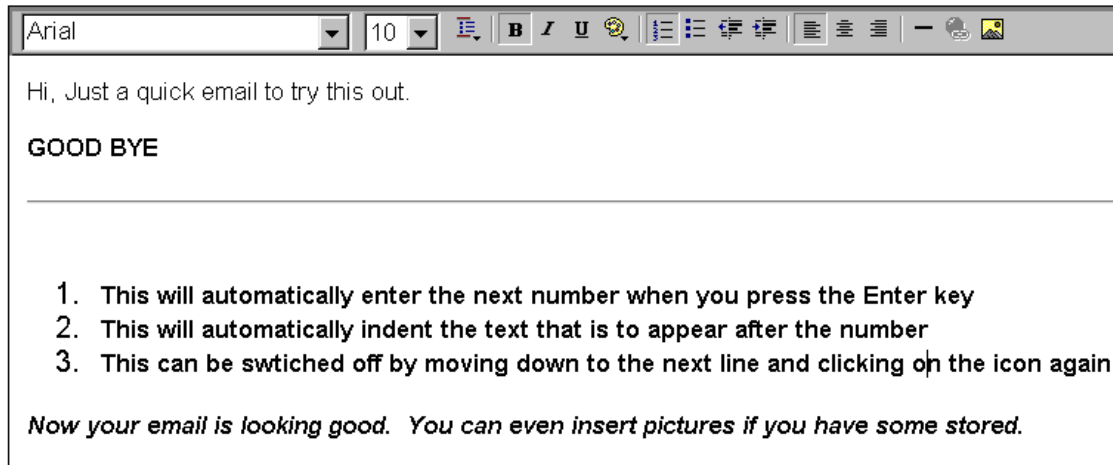 Arial 10 B I U
Hi, Just a quick email to try this out.
GOOD BYE
1. This will automatically enter the next number when you press the Enter key
2. This will automatically indent the text that is to appear after the number
3. This can be swtiched off by moving down to the next line and clicking on the icon again
Now your email is looking good. You can even insert pictures if you have some stored.